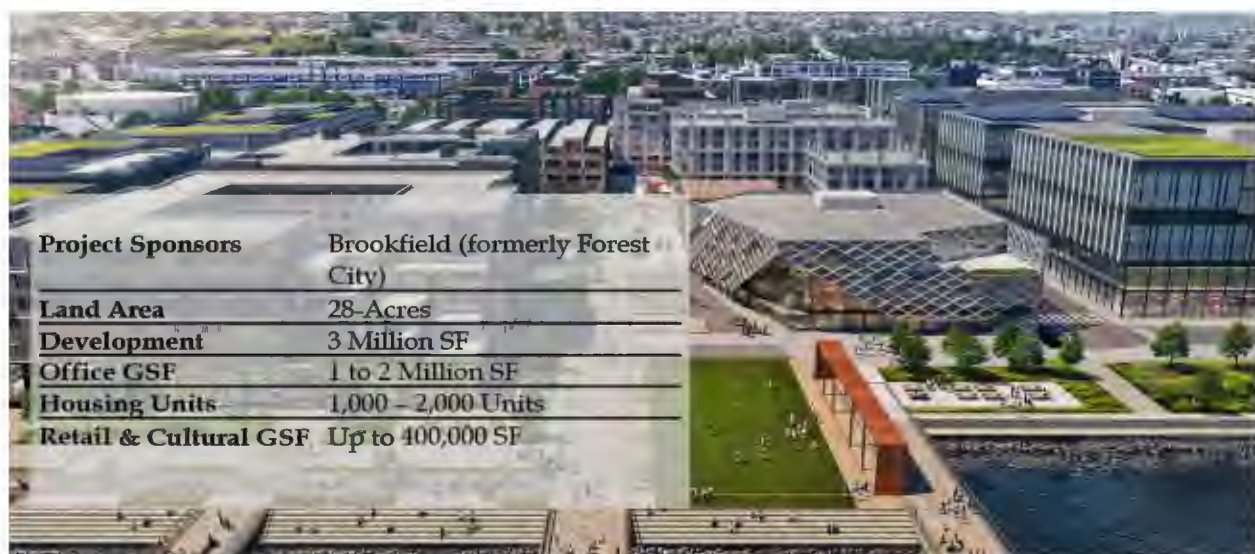 Project Sponsors Brookfield (formerly Forest
City)
Land Area 28-Acres
Development 3 Million SF
Office GSF 1 to 2 Million SF
Housing Units 1,000 – 2,000 Units
Retail & Cultural GSF Up to 400,000 SF